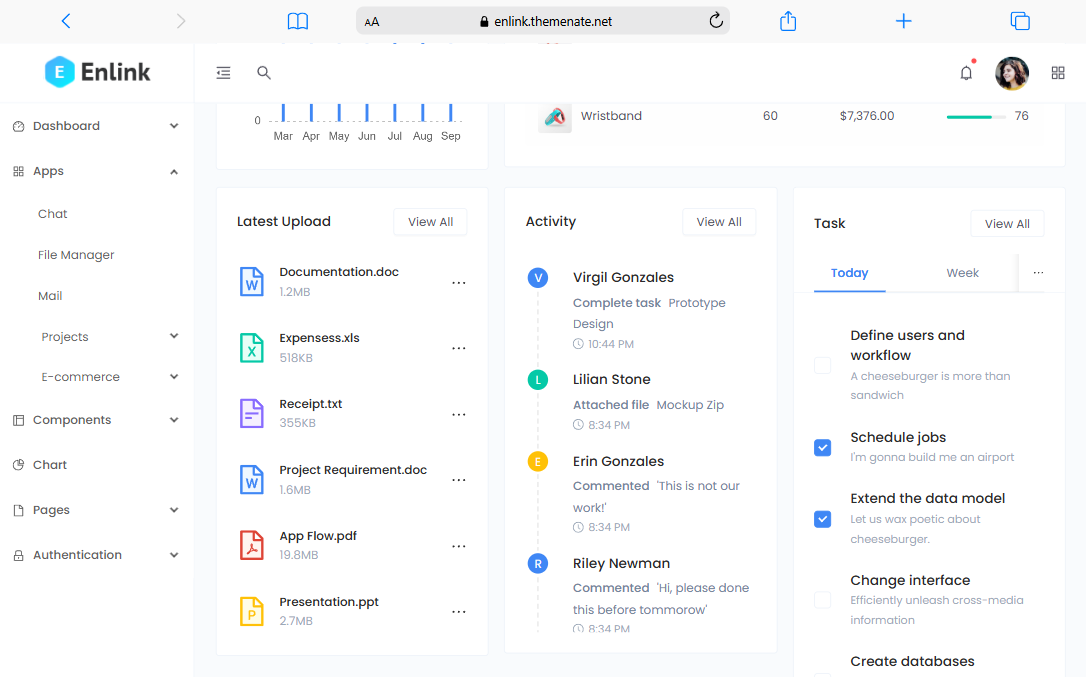 AA
enlink.themenate.net
E Enlink
Dashboard
Apps
Chat
File Manager
Mail
Projects
E-commerce
Components
Chart
Pages
Authentication
0
Mar Apr May Jun Jul Aug Sep
Wristband 60 $7,376.00 76
Latest Upload View All
W Documentation.doc
1.2MB
X Expensess.xls
518KB
Receipt.txt
355KB
W Project Requirement.doc
1.6MB
App Flow.pdf
19.8MB
P Presentation.ppt
2.7MB
Activity View All
V Virgil Gonzales
Complete task Prototype
Design
10:44 PM
L Lilian Stone
Attached file Mockup Zip
8:34 PM
E Erin Gonzales
Commented 'This is not our
work!'
8:34 PM
R Riley Newman
Commented 'Hi, please done
this before tommorow'
8:34 PM
Task View All
Today Week
Define users and
workflow
A cheeseburger is more than
sandwich
Schedule jobs
I'm gonna build me an airport
Extend the data model
Let us wax poetic about
cheeseburger.
Change interface
Efficiently unleash cross-media
information
Create databases